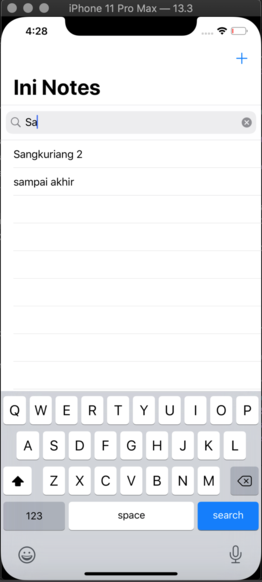 iPhone 11 Pro Max — 13.3
4:28
+
Ini Notes
Sa
Sangkuriang 2
sampai akhir
Q W E R T Y U I O P
A S D F G H J K L
Z X C V B N M
123 space search